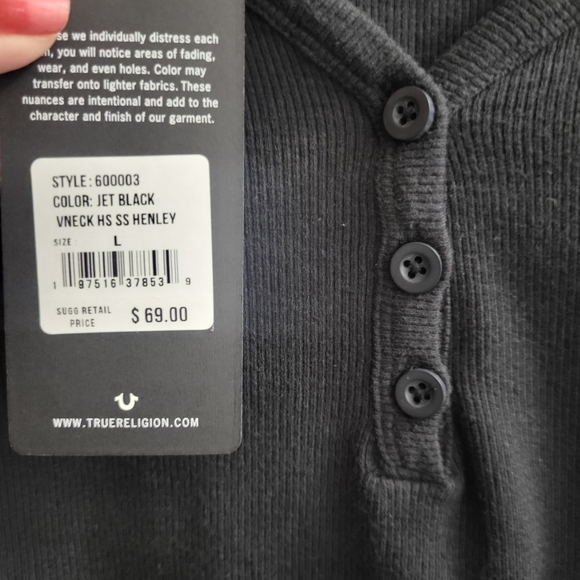 we individually distress each
you will notice areas of fading,
wear, and even holes. Color may
transfer onto lighter fabrics. These
nuances are intentional and add to the
character and finish of our garment.
STYLE: 600003
COLOR: JET BLACK
VNECK HS SS HENLEY
SIZE: L
1 97516 37853 9
SUGG RETAIL
PRICE $ 69.00
WWW.TRUERELIGION.COM